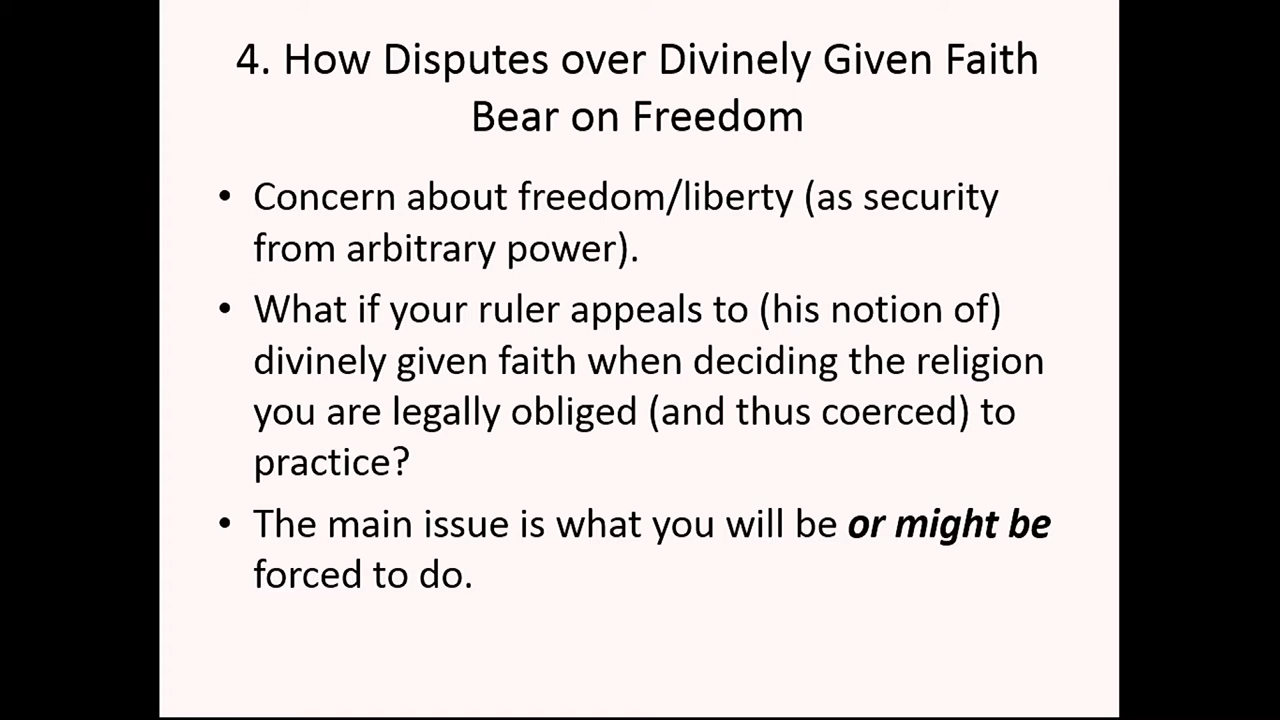 4. How Disputes over Divinely Given Faith
Bear on Freedom
• Concern about freedom/liberty (as security
from arbitrary power).
• What if your ruler appeals to (his notion of)
divinely given faith when deciding the religion
you are legally obliged (and thus coerced) to
practice?
• The main issue is what you will be or might be
forced to do.